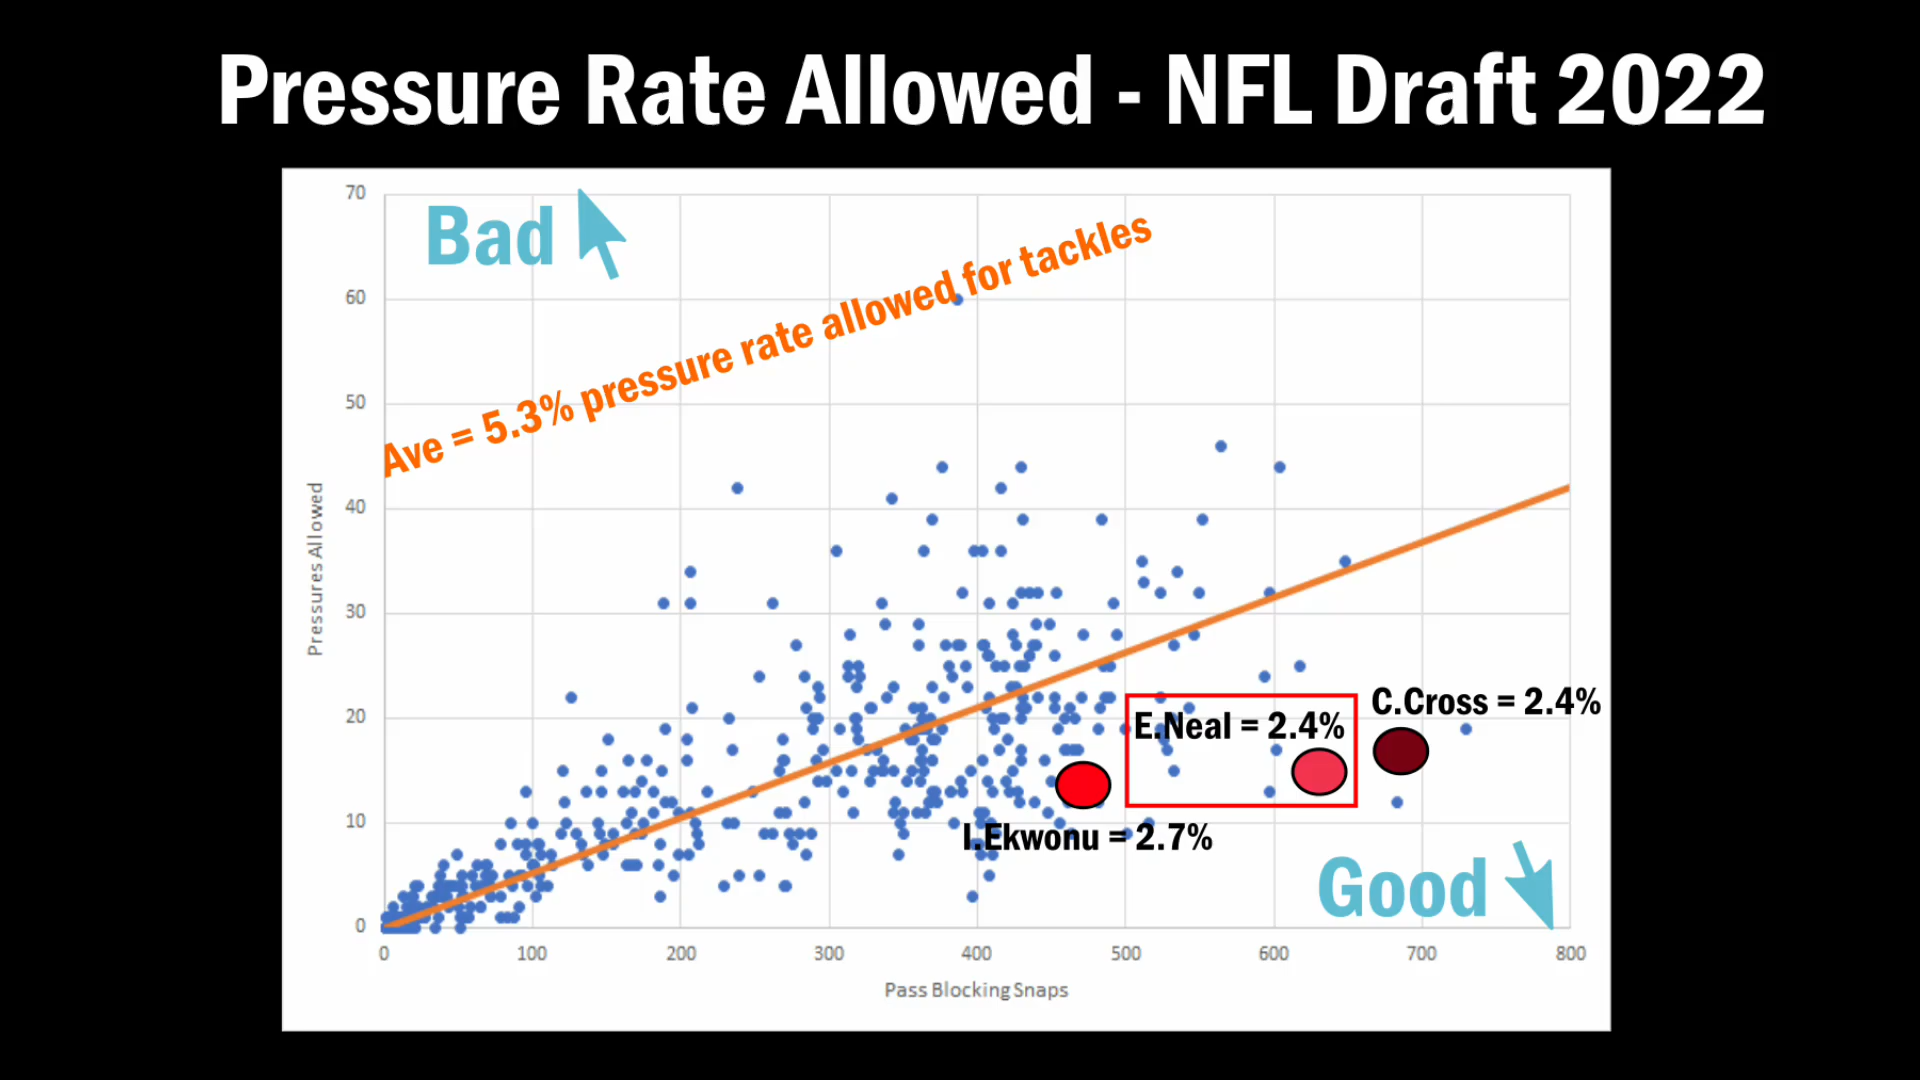 Pressure Rate Allowed - NFL Draft 2022
Bad
Ave = 5.3% pressure rate allowed for tackles
70
60
50
40
30
20
10
0
Pressures Allowed
E.Neal = 2.4%
C.Cross = 2.4%
I.Ekwonu = 2.7%
Good
0 100 200 300 400 500 600 700 800
Pass Blocking Snaps